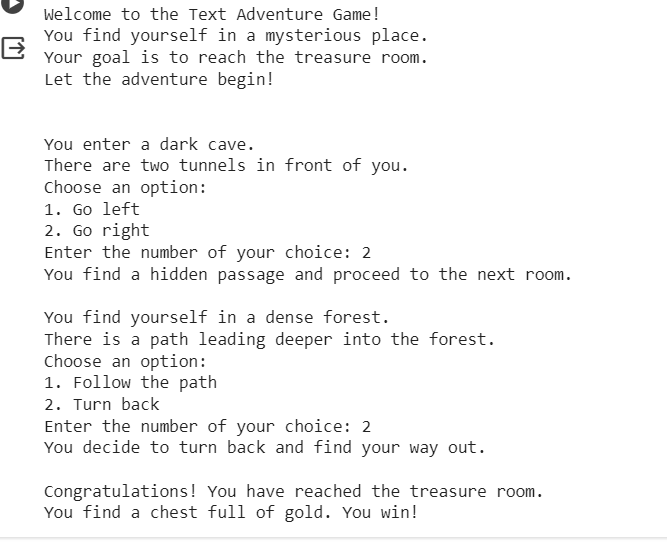 Welcome to the Text Adventure Game!
You find yourself in a mysterious place.
Your goal is to reach the treasure room.
Let the adventure begin!
You enter a dark cave.
There are two tunnels in front of you.
Choose an option:
1. Go left
2. Go right
Enter the number of your choice: 2
You find a hidden passage and proceed to the next room.
You find yourself in a dense forest.
There is a path leading deeper into the forest.
Choose an option:
1. Follow the path
2. Turn back
Enter the number of your choice: 2
You decide to turn back and find your way out.
Congratulations! You have reached the treasure room.
You find a chest full of gold. You win!